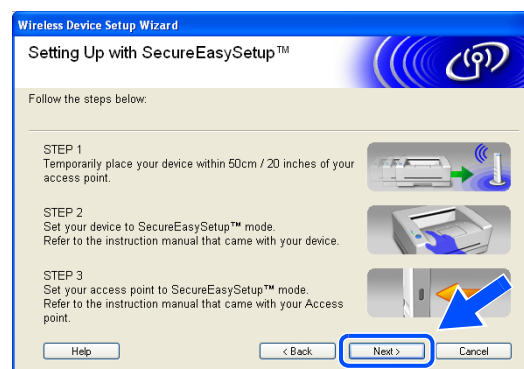 Wireless Device Setup Wizard
Setting Up with SecureEasySetup™
Follow the steps below:
STEP 1
Temporarily place your device within 50cm / 20 inches of your
access point.
STEP 2
Set your device to SecureEasySetup™ mode.
Refer to the instruction manual that came with your device.
STEP 3
Set your access point to SecureEasySetup™ mode.
Refer to the instruction manual that came with your Access
point.
Help
< Back
Next >
Cancel